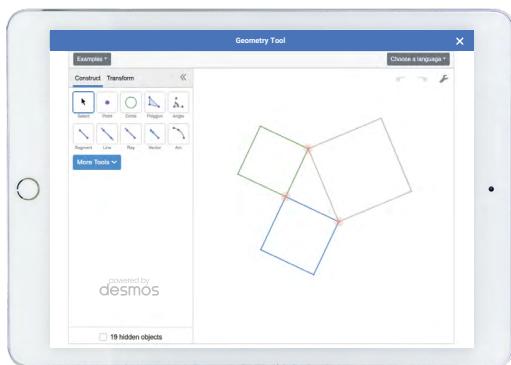 Geometry Tool
Examples
Choose a language
Construct Transform
Select Point Circle Polygon Angle
Segment Line Ray Vector Arc
More Tools
powered by
desmos
19 hidden objects